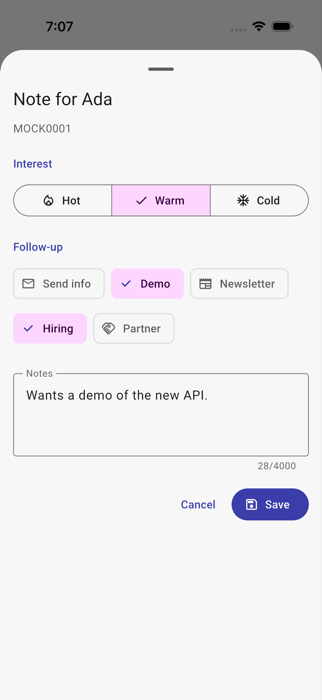 7:07
Note for Ada
MOCK0001
Interest
Hot Warm Cold
Follow-up
Send info Demo Newsletter
Hiring Partner
Notes
Wants a demo of the new API.
28/4000
Cancel Save